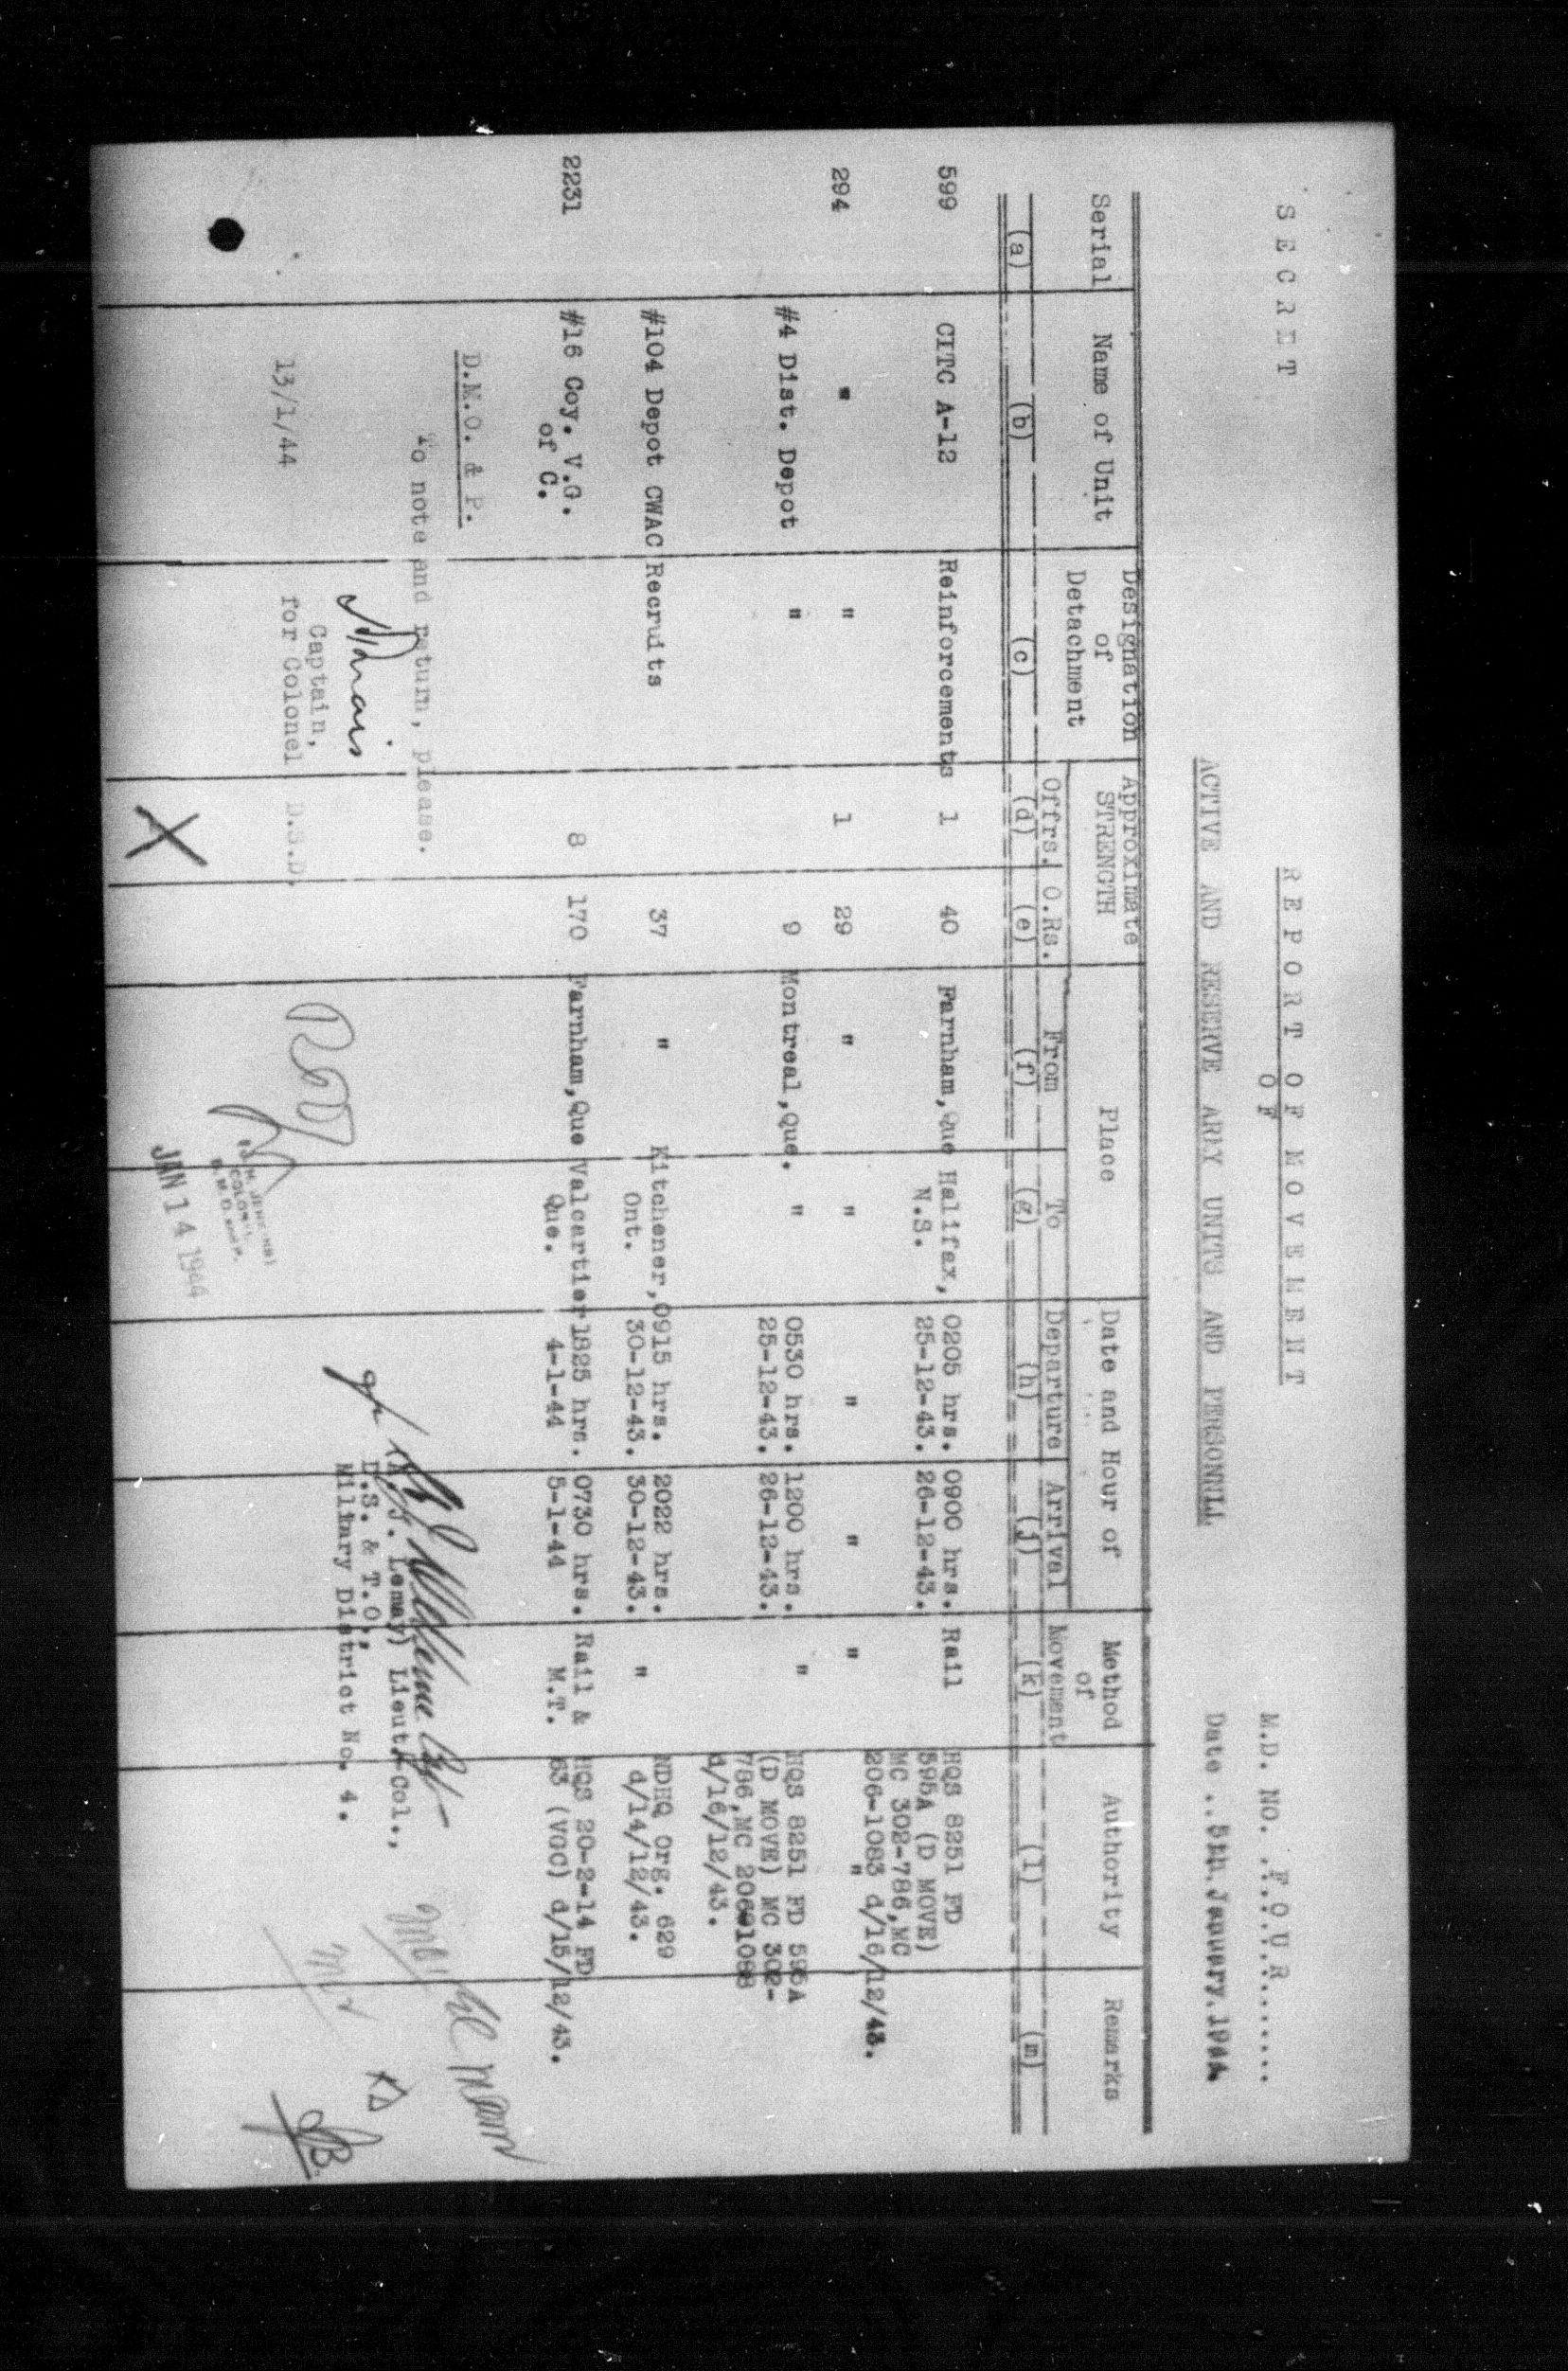 S E C R E T
R E P O R T O F M O V E M E N T
O F
M.D. NO. ..F.O.U.R.........
ACTIVE AND RESERVE ARMY UNITS AND PERSONNEL
Date ..5th.January.1944.
Serial Name of Unit Designation of Detachment Approximate STRENGTH Place Date and Hour of Method of Movement Authority Remarks
Offrs. O.Rs. From To Departure Arrival
(a) (b) (c) (d) (e) (f) (g) (h) (j) (k) (l) (m)
599 CITC A-12 Reinforcements 1 40 Farnham,Que Halifax, 0205 hrs. 0900 hrs. Rail HQS 8251 FD
N.S. 25-12-43. 26-12-43. 595A (D MOVE)
MC 302-786,MC
206-1083 d/16/12/43.
294 " " 1 29 " " " " " "
#4 Dist. Depot " 9 Montreal,Que. " 0530 hrs. 1200 hrs. " HQS 8251 FD 595A
25-12-43. 26-12-43. (D MOVE) MC 302-
786,MC
d/16/12/43.
#104 Depot CWAC Recruits 37 " Kitchener, 0915 hrs. 2022 hrs. " NDHQ Org. 629
Ont. 30-12-43. 30-12-43. d/14/12/43.
2231 #16 Coy. V.G. 8 170 Farnham,Que Valcartier 1825 hrs. 0730 hrs. Rail & HQS 20-2-14 FD
of C. Que. 4-1-44 5-1-44 M.T. 63 (VGC) d/15/12/43.
D.M.O. & P.
To note and return, please.
Captain,
13/1/44 for Colonel D.S.D.
Lemay) Lieut.-Col.,
D.S. & T.O.,
Military District No. 4.
COLONEL
D.M.O. and P.
JAN 14 1944